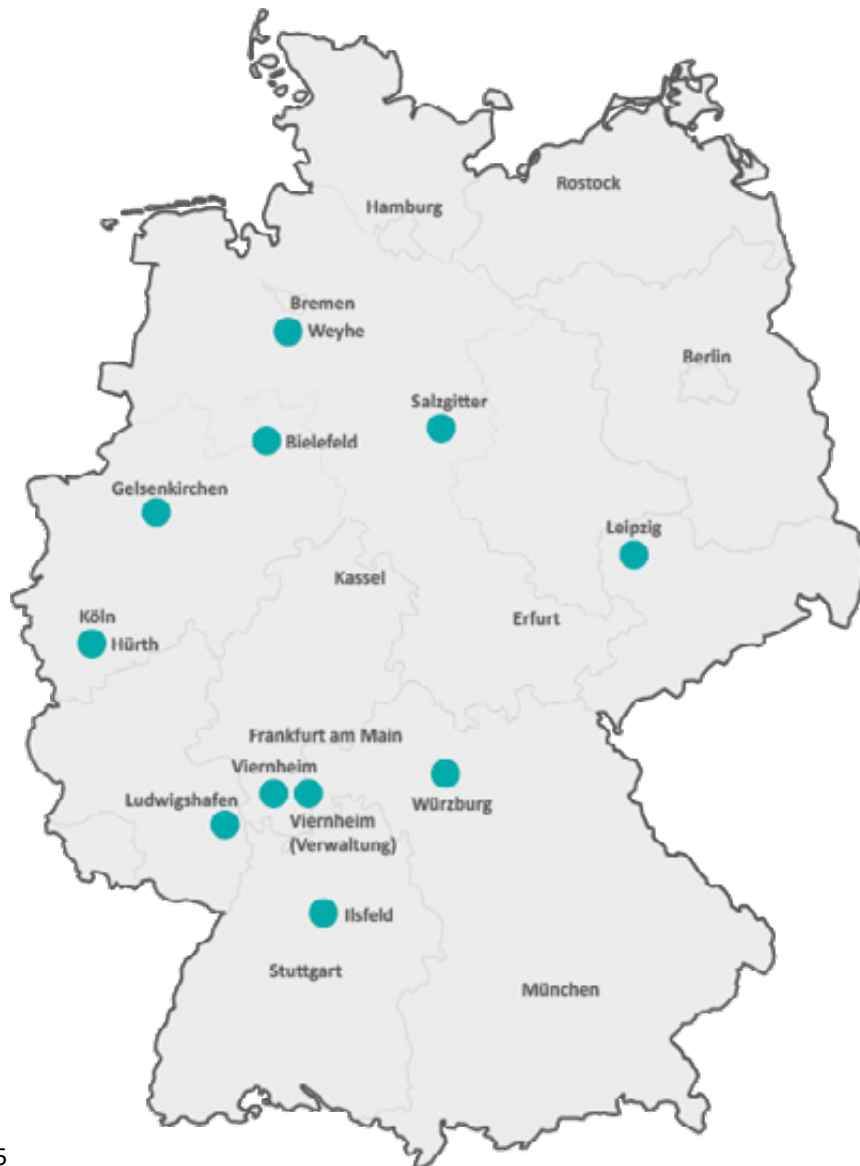 Rostock
Hamburg
Bremen
Weyhe
Berlin
Salzgitter
Bielefeld
Gelsenkirchen
Leipzig
Kassel
Köln
Hürth
Erfurt
Frankfurt am Main
Viernheim
Ludwigshafen
Würzburg
Viernheim
(Verwaltung)
Ilsfeld
Stuttgart
München